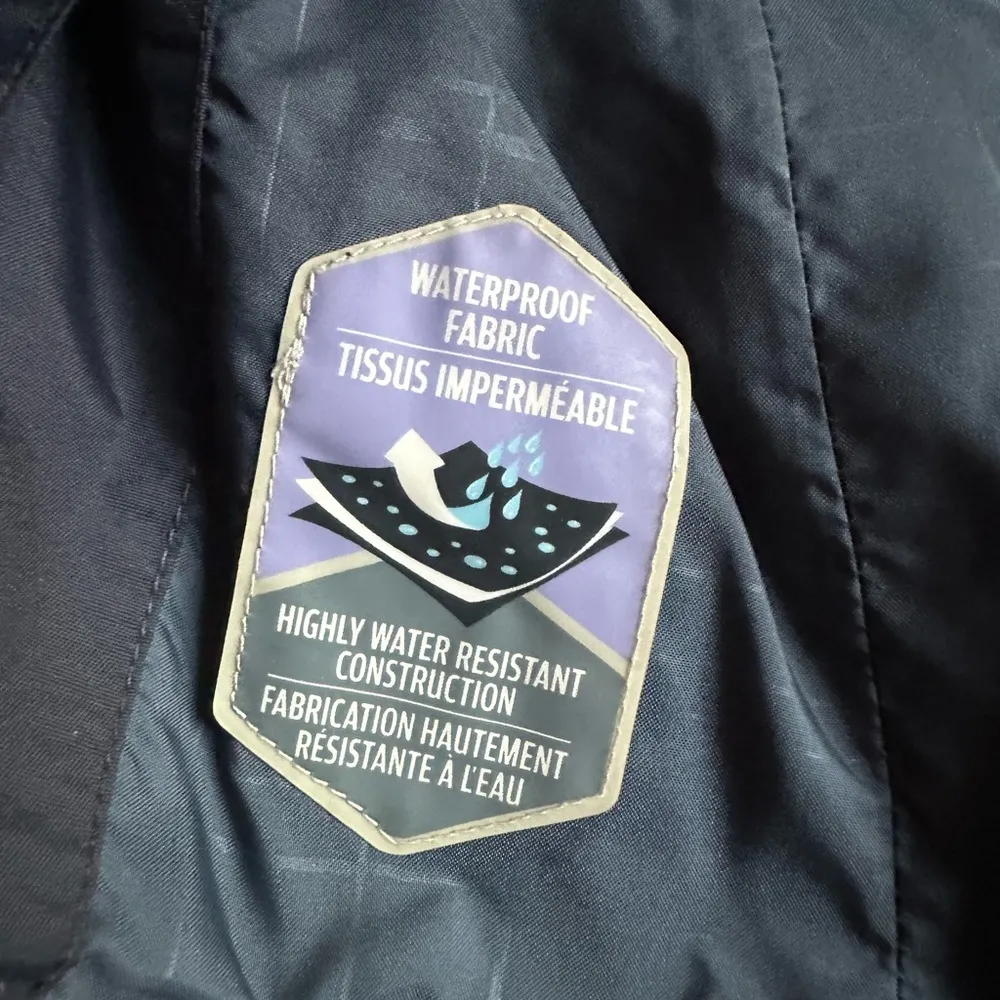 WATERPROOF
FABRIC
TISSUS IMPERMÉABLE
HIGHLY WATER RESISTANT
CONSTRUCTION
FABRICATION HAUTEMENT
RÉSISTANTE À L'EAU